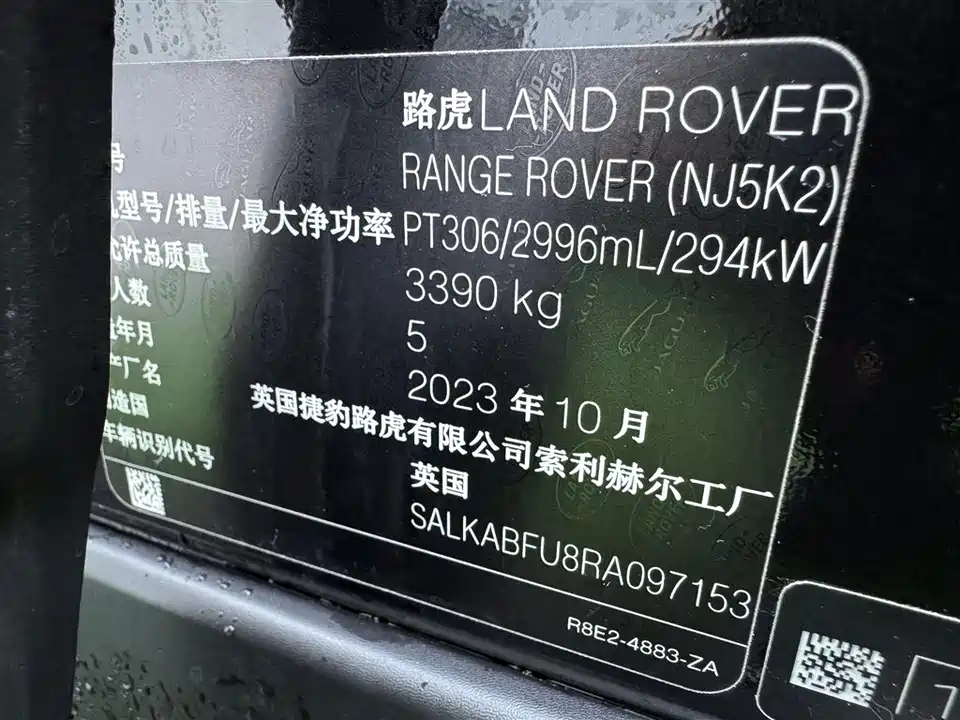 路虎LAND ROVER
号 RANGE ROVER (NJ5K2)
型号/排量/最大净功率 PT306/2996mL/294kW
允许总质量 3390 kg
人数 5
年月 2023 年 10 月
产厂名 英国捷豹路虎有限公司索利赫尔工厂
造国 英国
车辆识别代号 SALKABFU8RA097153
R8E2-4883-ZA